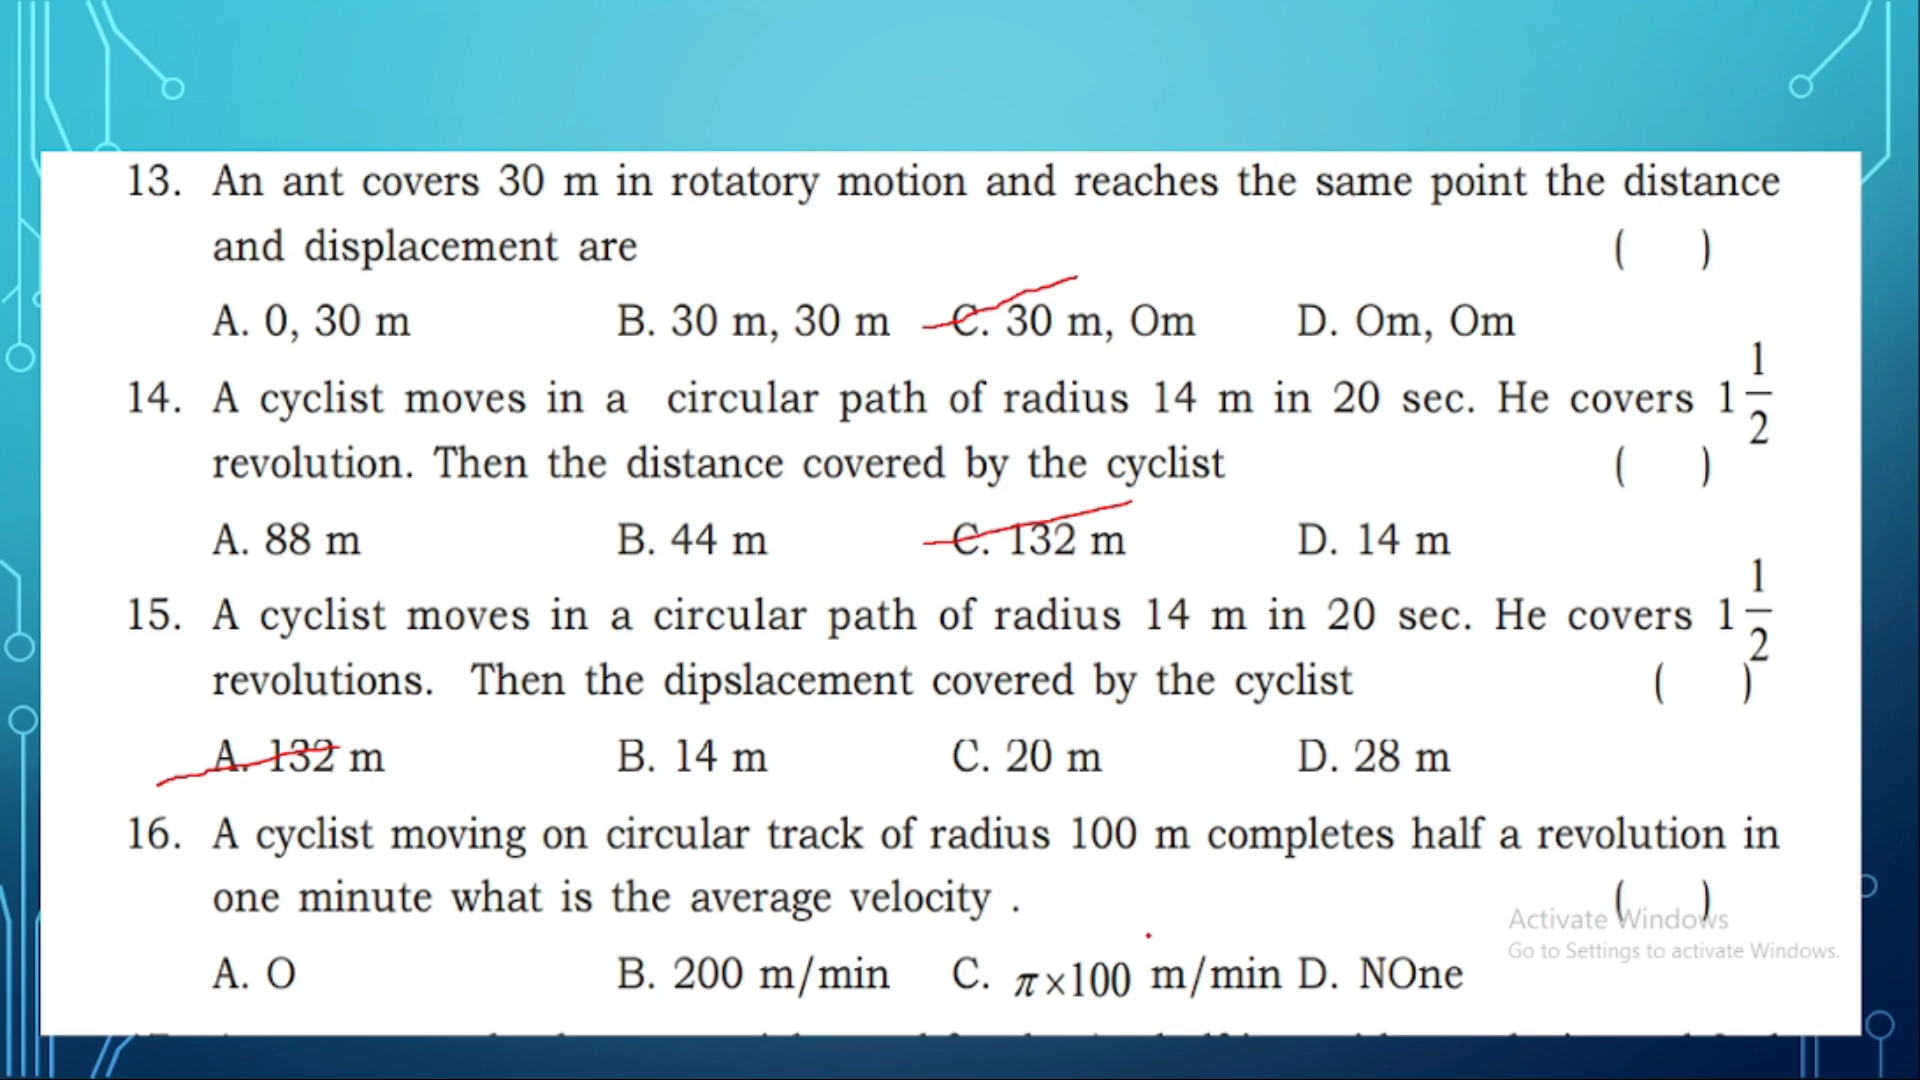 13. An ant covers 30 m in rotatory motion and reaches the same point the distance
and displacement are ( )
A. 0, 30 m B. 30 m, 30 m C. 30 m, Om D. Om, Om
14. A cyclist moves in a circular path of radius 14 m in 20 sec. He covers 1 1/2
revolution. Then the distance covered by the cyclist ( )
A. 88 m B. 44 m C. 132 m D. 14 m
15. A cyclist moves in a circular path of radius 14 m in 20 sec. He covers 1 1/2
revolutions. Then the dipslacement covered by the cyclist ( )
A. 132 m B. 14 m C. 20 m D. 28 m
16. A cyclist moving on circular track of radius 100 m completes half a revolution in
one minute what is the average velocity . ( )
A. O B. 200 m/min C. π×100 m/min D. NOne
Activate Windows
Go to Settings to activate Windows.